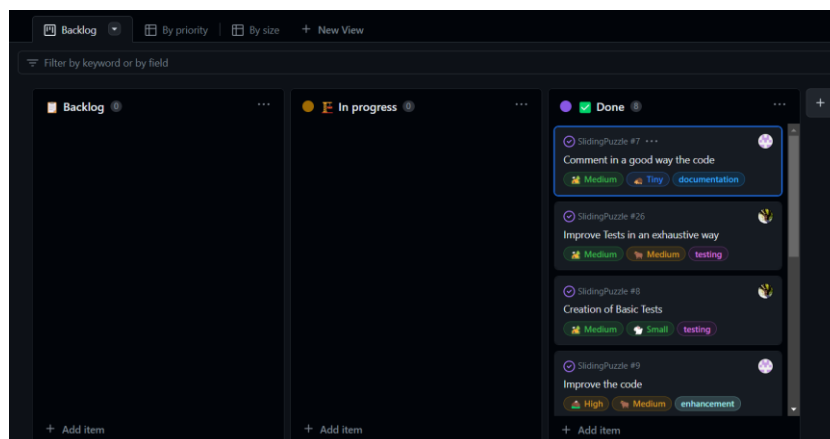 Backlog
By priority
By size
+ New View
Filter by keyword or by field
Backlog 0
In progress 0
Done 8
SlidingPuzzle #7
Comment in a good way the code
Medium Tiny documentation
SlidingPuzzle #26
Improve Tests in an exhaustive way
Medium Medium testing
SlidingPuzzle #8
Creation of Basic Tests
Medium Small testing
SlidingPuzzle #9
Improve the code
High Medium enhancement
+ Add item
+ Add item
+ Add item